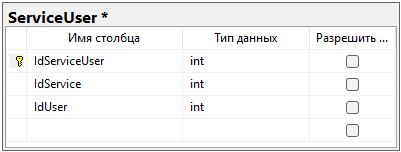 ServiceUser *
Имя столбца Тип данных Разрешить ...
IdServiceUser int
IdService int
IdUser int